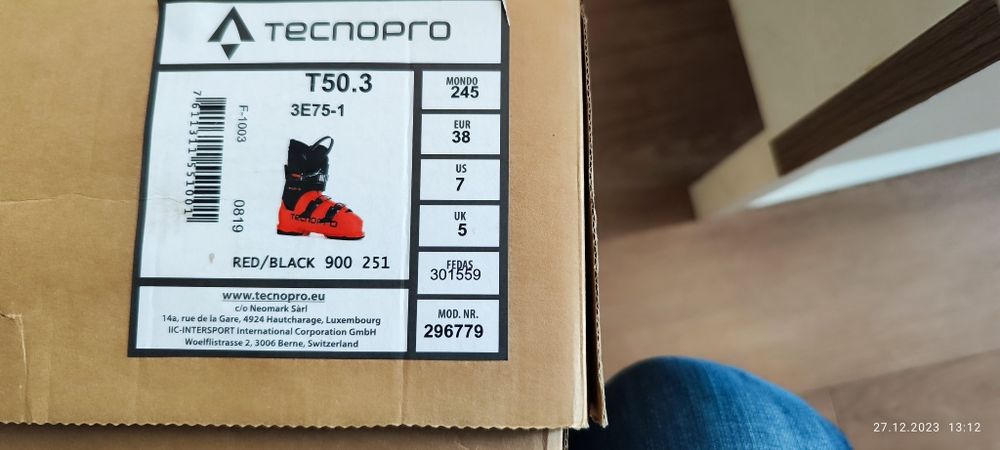 TECNOPRO
T50.3
3E75-1
7611311551001
F-1003
0819
TECNOPRO
RED/BLACK 900 251
MONDO
245
EUR
38
US
7
UK
5
FEDAS
301559
MOD. NR.
296779
www.tecnopro.eu
c/o Neomark Sàrl
14a, rue de la Gare, 4924 Hautcharage, Luxembourg
IIC-INTERSPORT International Corporation GmbH
Woelflistrasse 2, 3006 Berne, Switzerland
27.12.2023 13:12